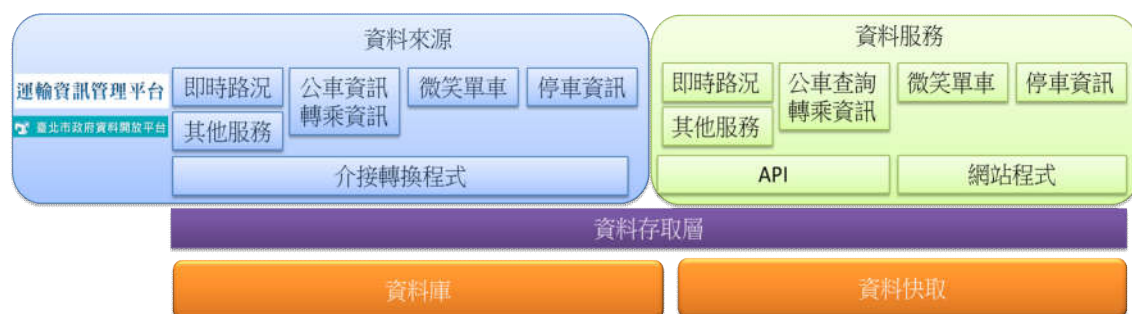 資料來源
運輸資訊管理平台
臺北市政府資料開放平台
即時路況
公車資訊
轉乘資訊
微笑單車
停車資訊
其他服務
介接轉換程式
資料服務
即時路況
公車查詢
轉乘資訊
微笑單車
停車資訊
其他服務
API
網站程式
資料存取層
資料庫
資料快取